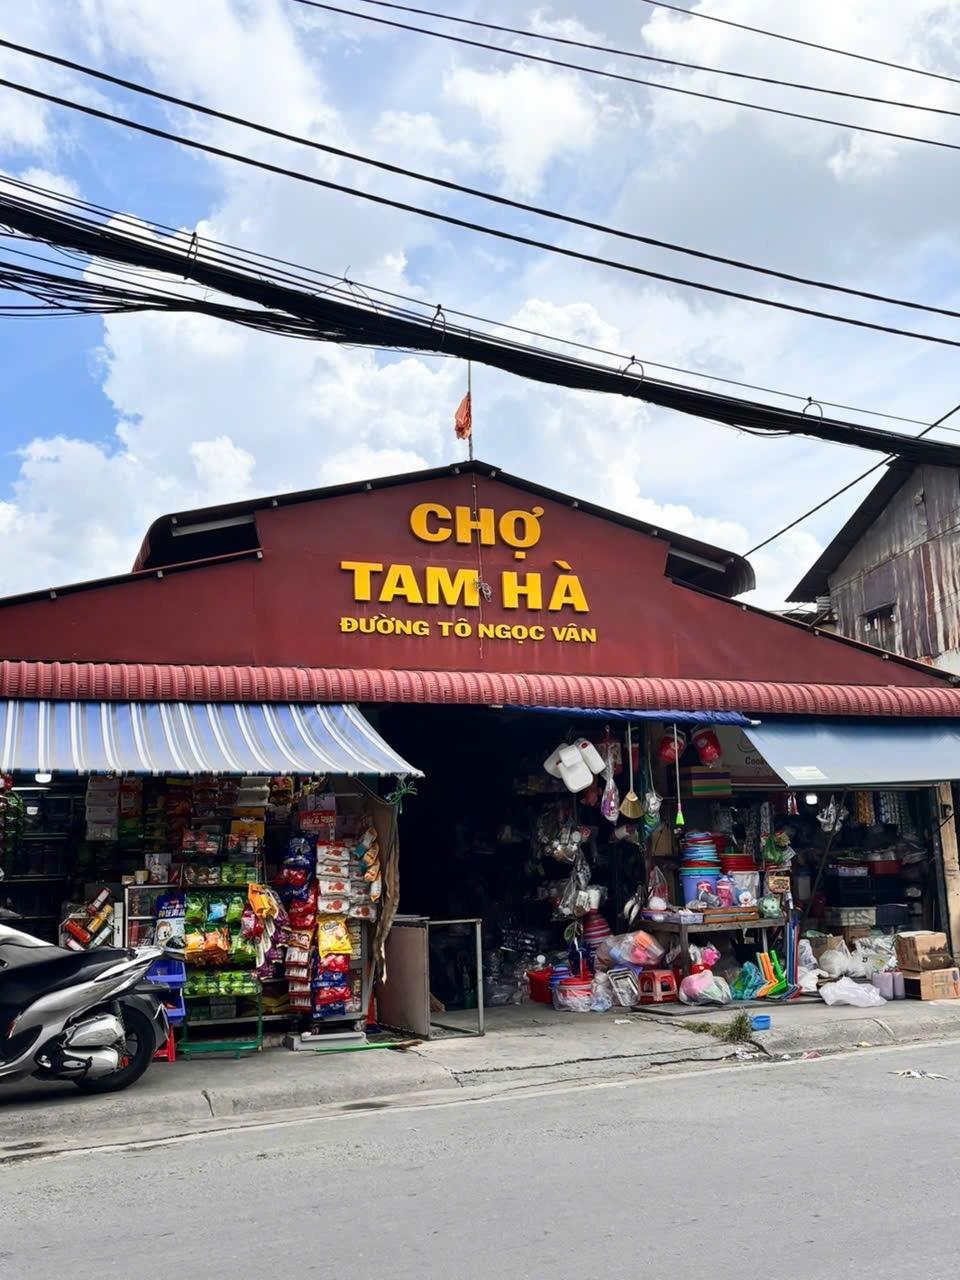 CHỢ
TAM HÀ
ĐƯỜNG TÔ NGỌC VÂN